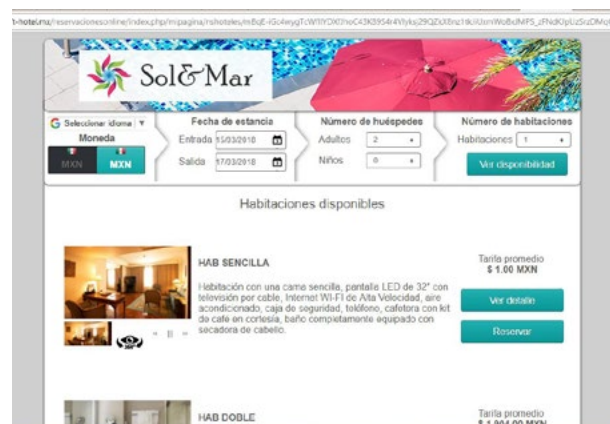 Sol&Mar
Seleccionar idioma ▼
Moneda
MXN MXN
Fecha de estancia
Entrada 15/03/2018
Salida 17/03/2018
Número de huéspedes
Adultos 2
Niños 0
Número de habitaciones
Habitaciones 1
Ver disponibilidad
Habitaciones disponibles
HAB SENCILLA
Habitación con una cama sencilla, pantalla LED de 32" con
televisión por cable, Internet WI-FI de Alta Velocidad, aire
acondicionado, caja de seguridad, teléfono, cafetera con kit
de café en cortesía, baño completamente equipado con
secadora de cabello.
Tarifa promedio
$ 1.00 MXN
Ver detalle
Reservar
HAB DOBLE
Tarifa promedio